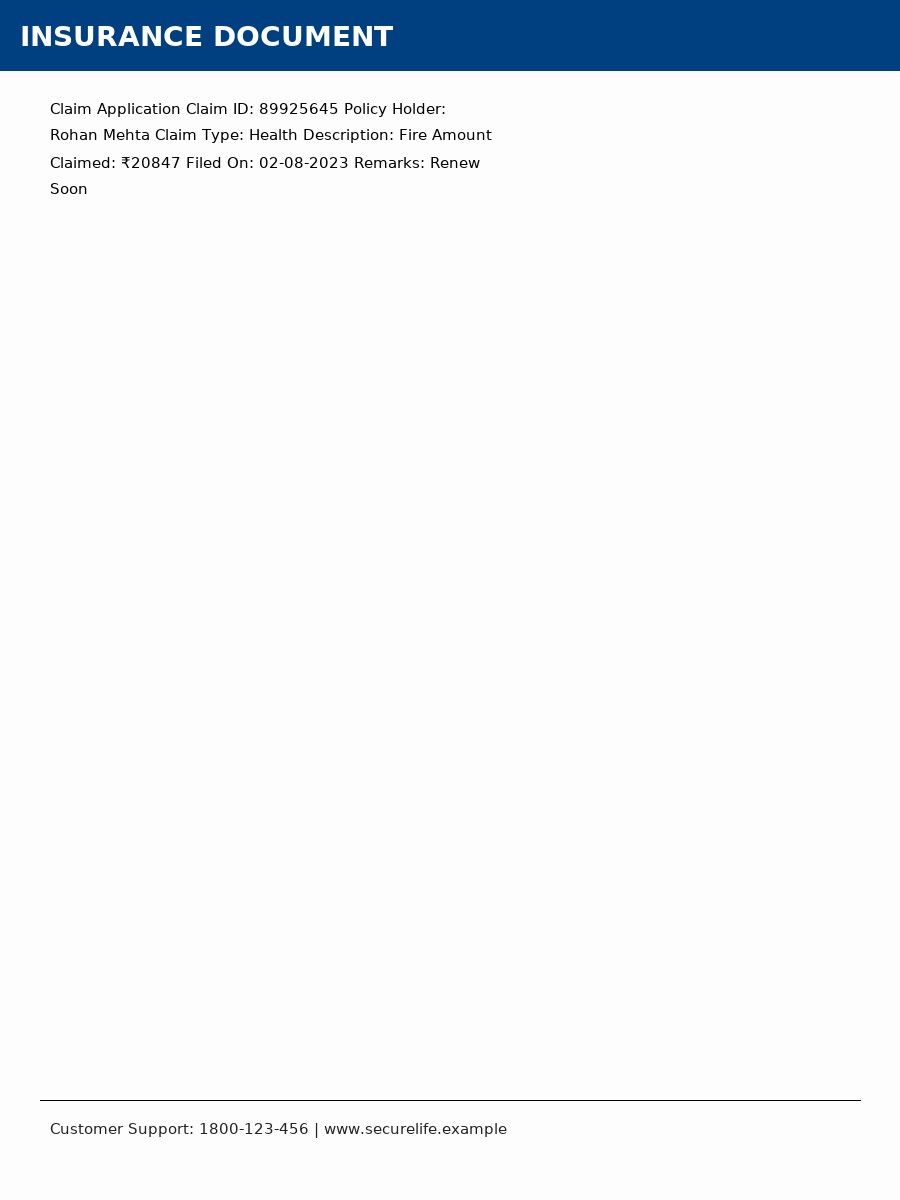 INSURANCE DOCUMENT
Claim Application Claim ID: 89925645 Policy Holder:
Rohan Mehta Claim Type: Health Description: Fire Amount
Claimed: ₹20847 Filed On: 02-08-2023 Remarks: Renew
Soon
Customer Support: 1800-123-456 | www.securelife.example